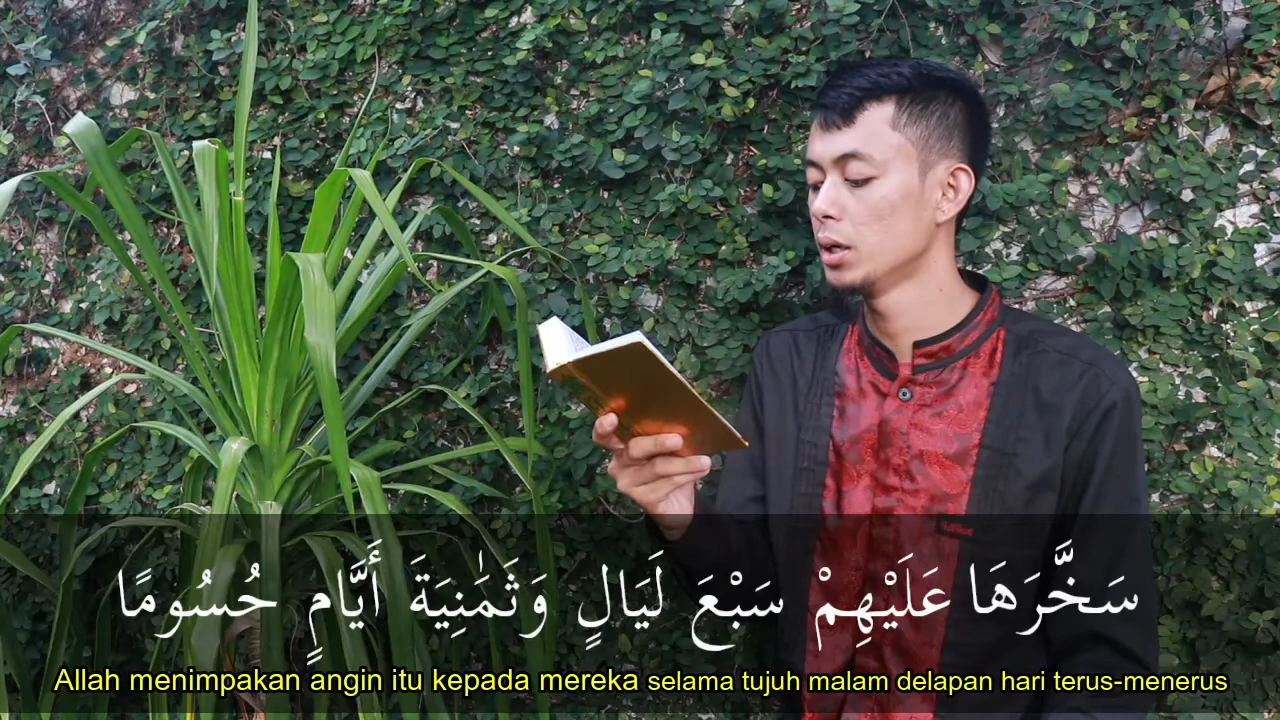 سَخَّرَهَا عَلَيْهِمْ سَبْعَ لَيَالٍ وَثَمَٰنِيَةَ أَيَّامٍ حُسُومًا
Allah menimpakan angin itu kepada mereka selama tujuh malam delapan hari terus-menerus